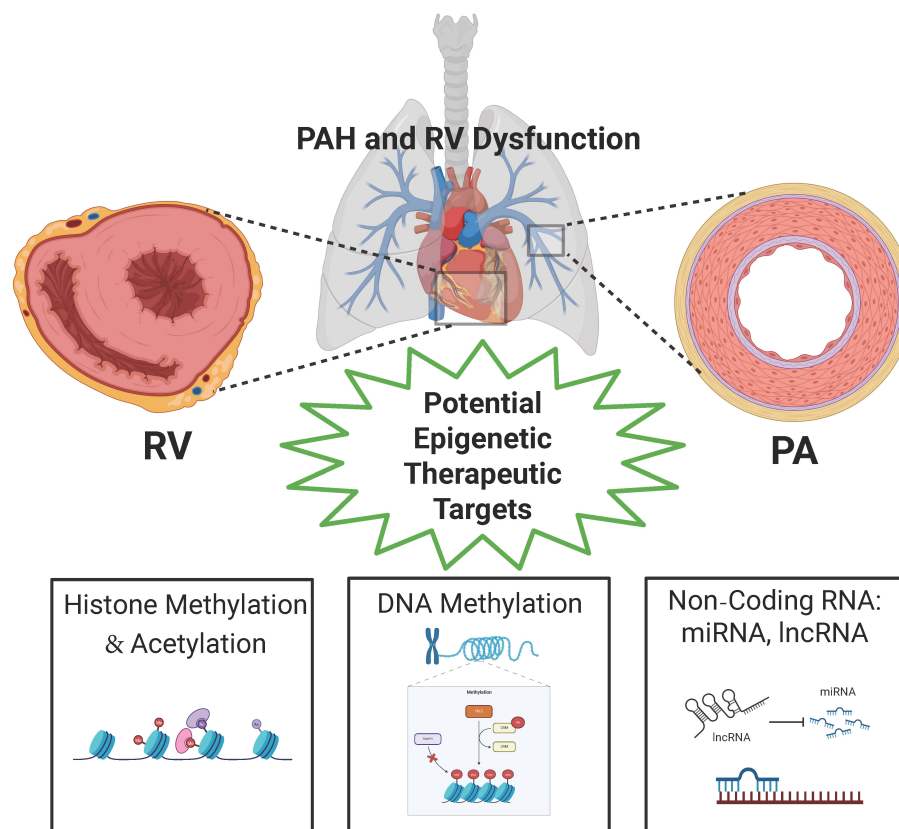 PAH and RV Dysfunction
RV
PA
Potential
Epigenetic
Therapeutic
Targets
Histone Methylation
& Acetylation
DNA Methylation
Methylation
Non-Coding RNA:
miRNA, lncRNA
miRNA
lncRNA